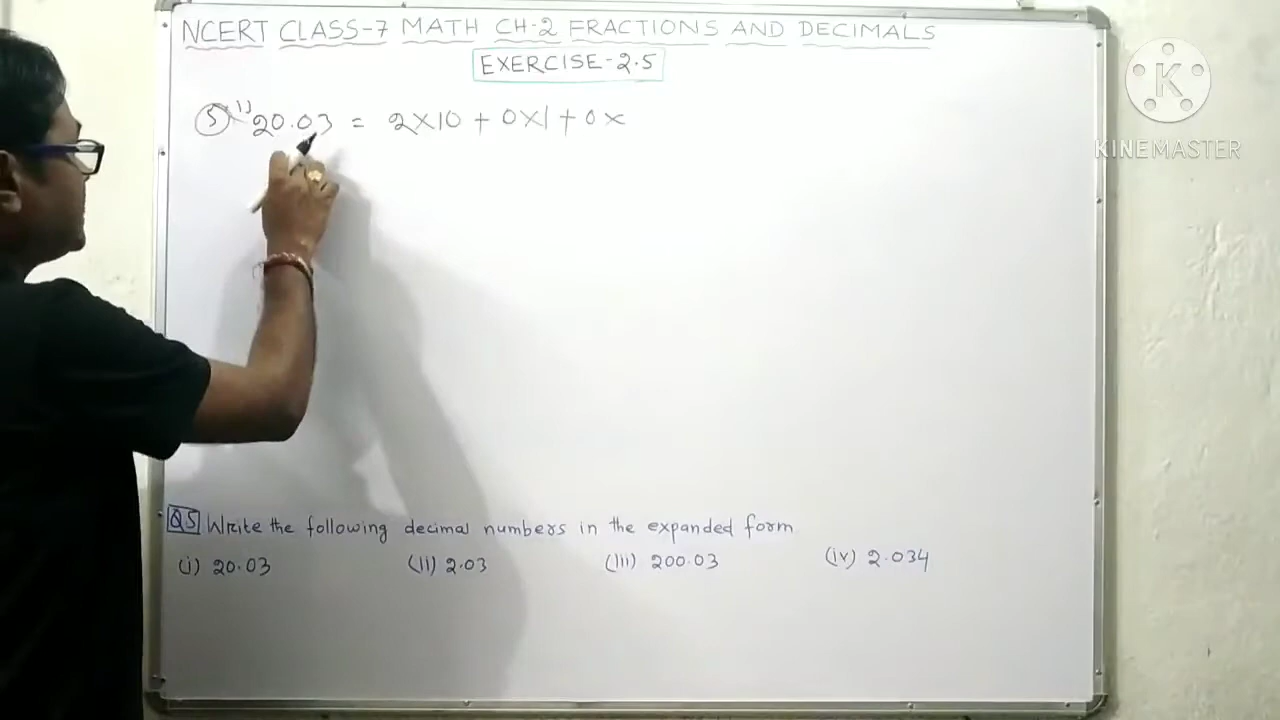 NCERT CLASS-7 MATH CH-2 FRACTIONS AND DECIMALS
EXERCISE-2.5
K
KINEMASTER
5 i) 20.03 = 2×10 + 0×1 + 0×
Q5 Write the following decimal numbers in the expanded form
(i) 20.03 (ii) 2.03 (iii) 200.03 (iv) 2.034